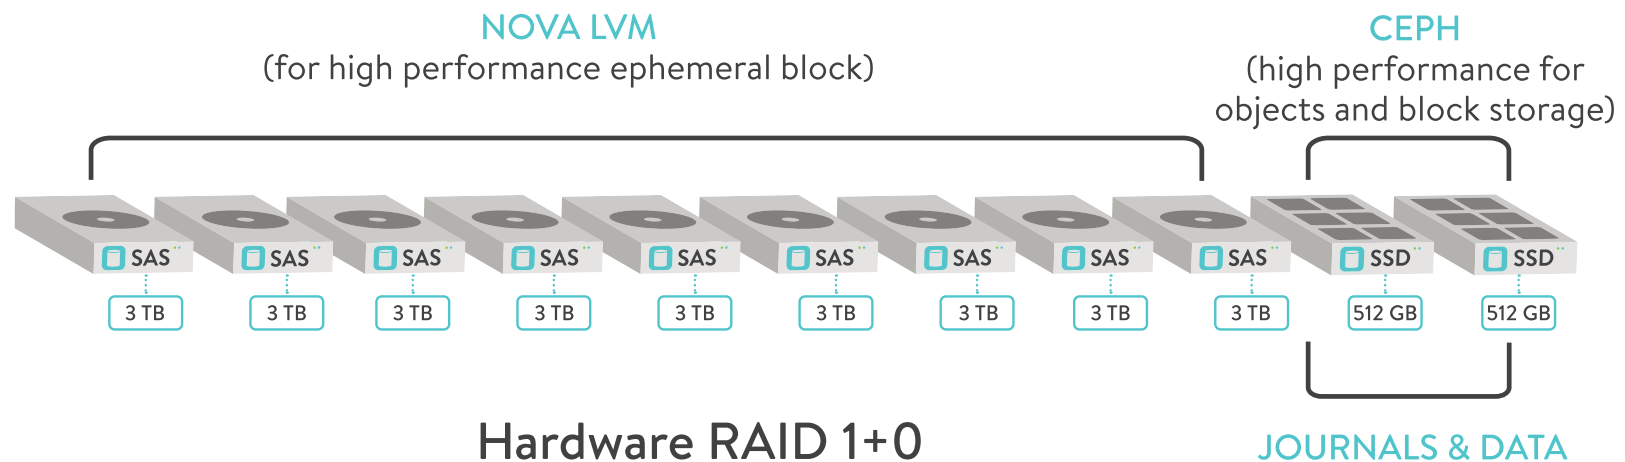 NOVA LVM
(for high performance ephemeral block)
CEPH
(high performance for
objects and block storage)
SAS SAS SAS SAS SAS SAS SAS SAS SAS SSD SSD
3 TB 3 TB 3 TB 3 TB 3 TB 3 TB 3 TB 3 TB 3 TB 512 GB 512 GB
Hardware RAID 1+0
JOURNALS & DATA